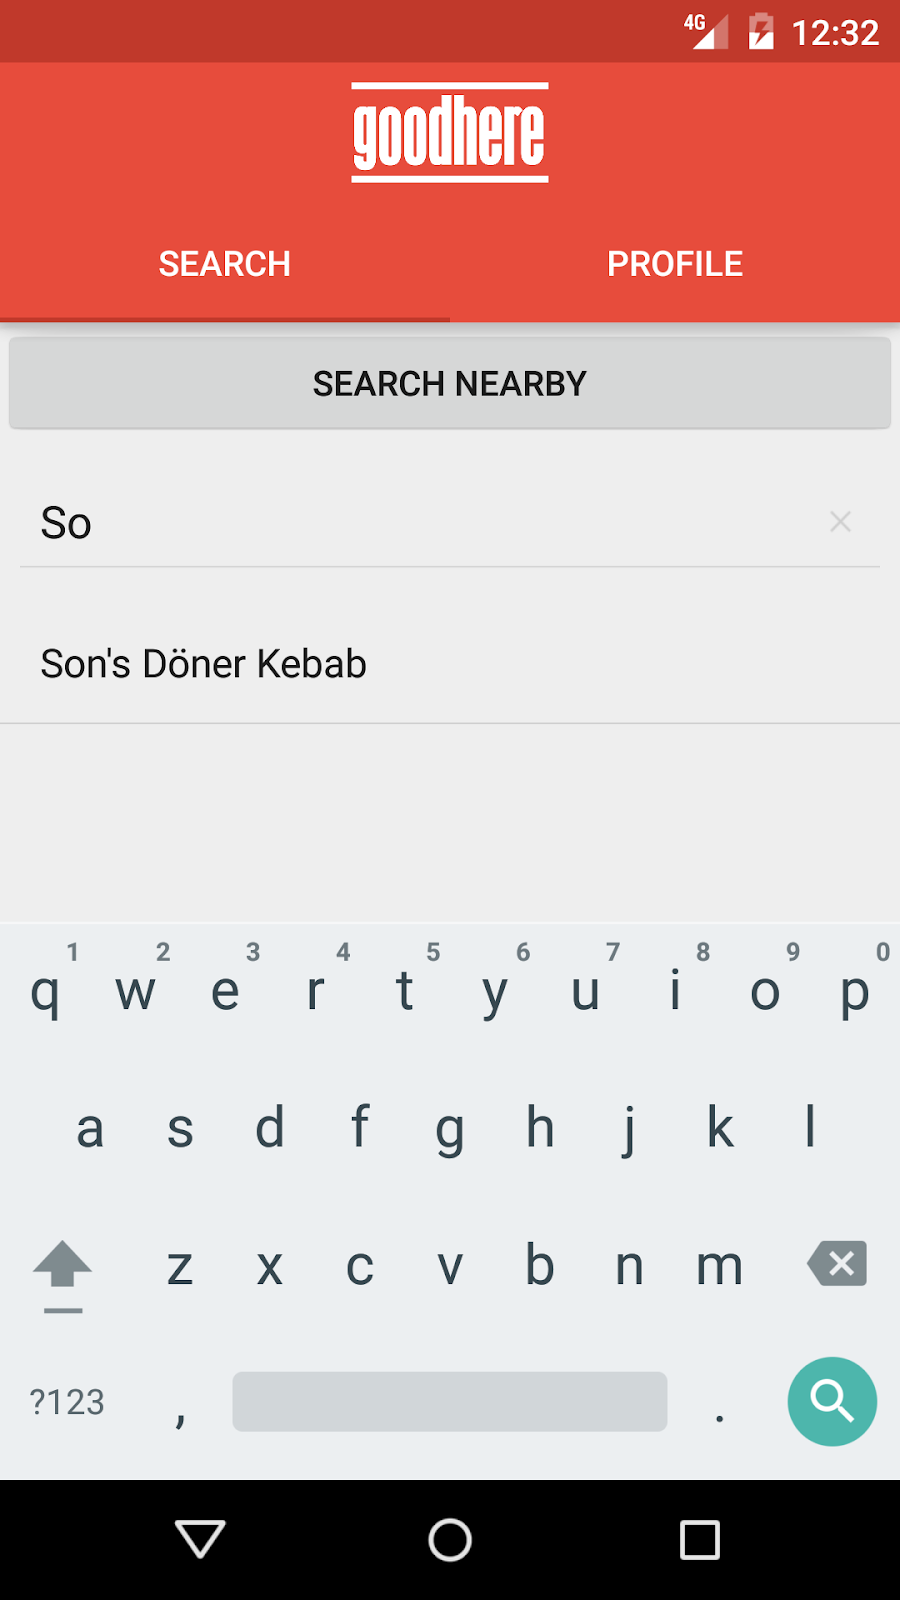 4G 12:32
goodhere
SEARCH PROFILE
SEARCH NEARBY
So
Son's Döner Kebab
1 2 3 4 5 6 7 8 9 0
q w e r t y u i o p
a s d f g h j k l
z x c v b n m
?123 , .